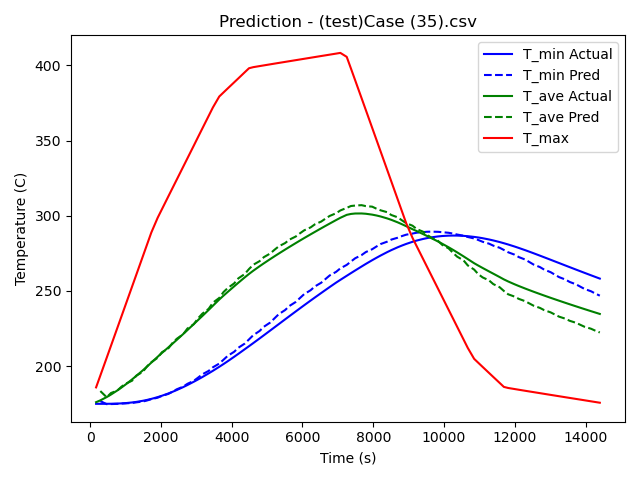 Prediction - (test)Case (35).csv
T_min Actual
T_min Pred
T_ave Actual
T_ave Pred
T_max
Temperature (C)
400
350
300
250
200
0 2000 4000 6000 8000 10000 12000 14000
Time (s)